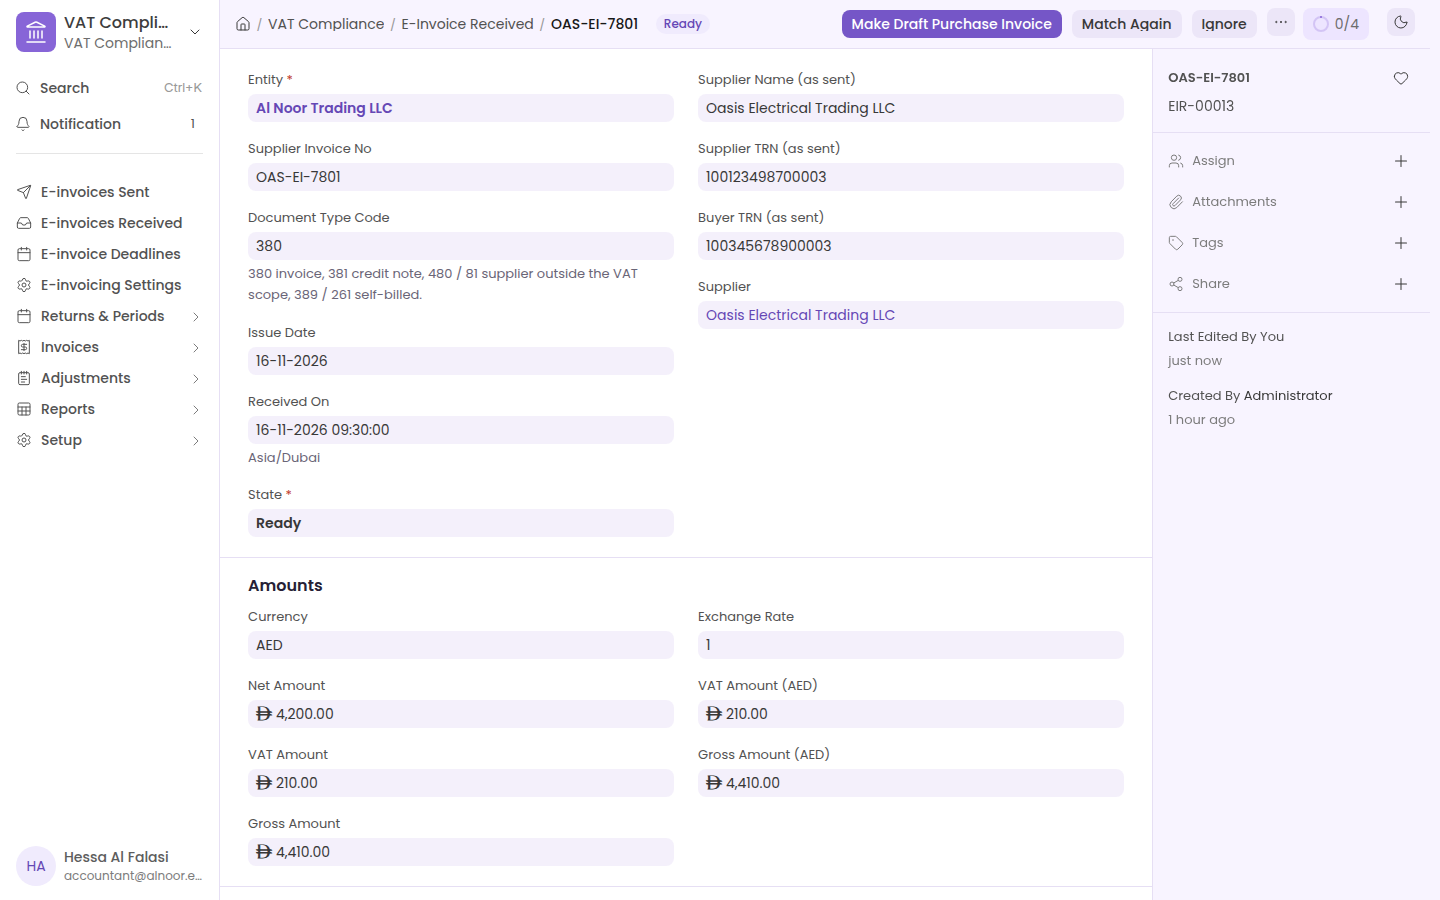 VAT Compli...
VAT Complian...
Search Ctrl+K
Notification 1
E-invoices Sent
E-invoices Received
E-invoice Deadlines
E-invoicing Settings
Returns & Periods
Invoices
Adjustments
Reports
Setup
HA
Hessa Al Falasi
accountant@alnoor.e...
/ VAT Compliance / E-Invoice Received / OAS-EI-7801 Ready
Make Draft Purchase Invoice Match Again Ignore ... 0/4
Entity *
Al Noor Trading LLC
Supplier Invoice No
OAS-EI-7801
Document Type Code
380
380 invoice, 381 credit note, 480 / 81 supplier outside the VAT
scope, 389 / 261 self-billed.
Issue Date
16-11-2026
Received On
16-11-2026 09:30:00
Asia/Dubai
State *
Ready
Supplier Name (as sent)
Oasis Electrical Trading LLC
Supplier TRN (as sent)
100123498700003
Buyer TRN (as sent)
100345678900003
Supplier
Oasis Electrical Trading LLC
Amounts
Currency
AED
Net Amount
4,200.00
VAT Amount
210.00
Gross Amount
4,410.00
Exchange Rate
1
VAT Amount (AED)
210.00
Gross Amount (AED)
4,410.00
OAS-EI-7801
EIR-00013
Assign
Attachments
Tags
Share
Last Edited By You
just now
Created By Administrator
1 hour ago